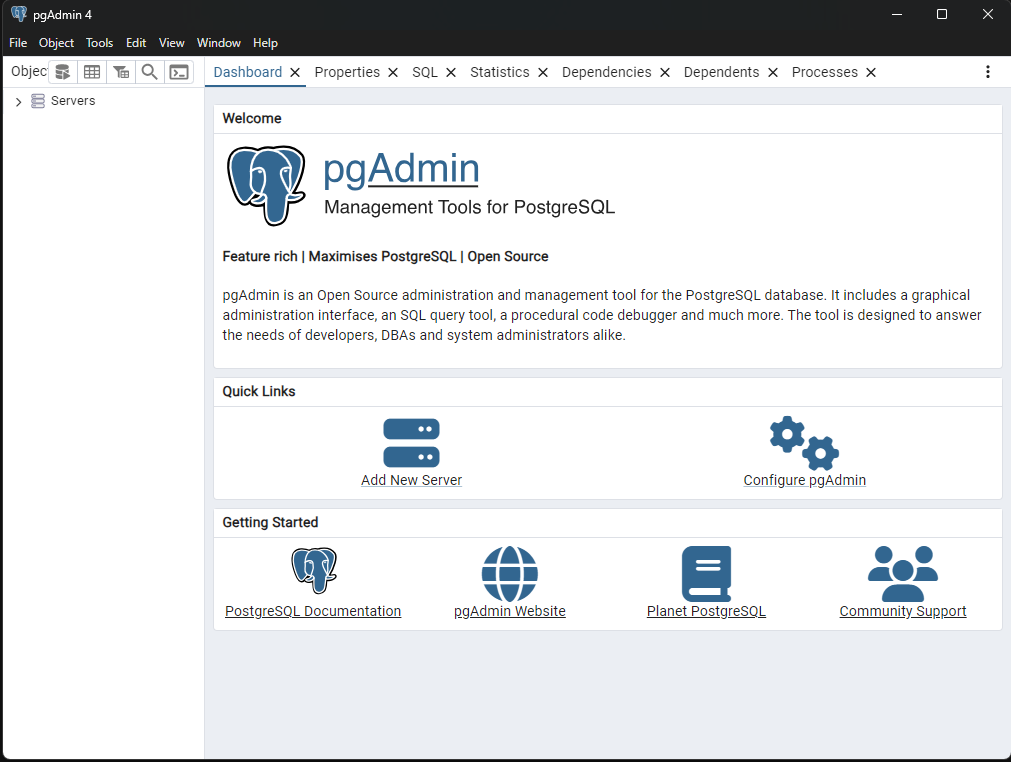 pgAdmin 4
File Object Tools Edit View Window Help
Objec
Dashboard Properties SQL Statistics Dependencies Dependents Processes
Servers
Welcome
pgAdmin
Management Tools for PostgreSQL
Feature rich | Maximises PostgreSQL | Open Source
pgAdmin is an Open Source administration and management tool for the PostgreSQL database. It includes a graphical
administration interface, an SQL query tool, a procedural code debugger and much more. The tool is designed to answer
the needs of developers, DBAs and system administrators alike.
Quick Links
Add New Server Configure pgAdmin
Getting Started
PostgreSQL Documentation pgAdmin Website Planet PostgreSQL Community Support